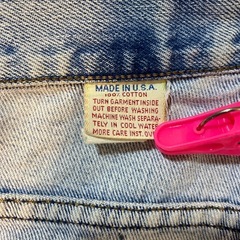 MADE IN U.S.A.
100% COTTON
TURN GARMENT INSIDE
OUT BEFORE WASHING
MACHINE WASH SEPARA-
TELY IN COOL WATER
MORE CARE INST. OV